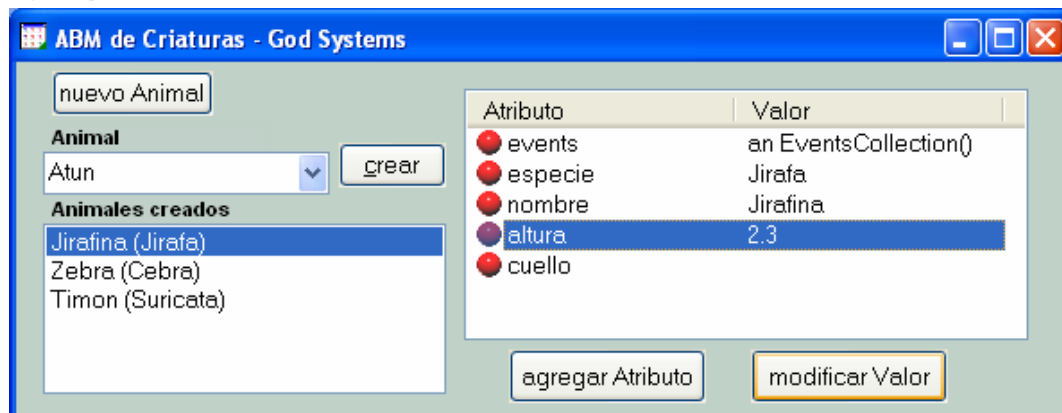 ABM de Criaturas - God Systems
nuevo Animal
Animal
Atun
crear
Animales creados
Jirafina (Jirafa)
Zebra (Cebra)
Timon (Suricata)
Atributo Valor
events an EventsCollection()
especie Jirafa
nombre Jirafina
altura 2.3
cuello
agregar Atributo
modificar Valor